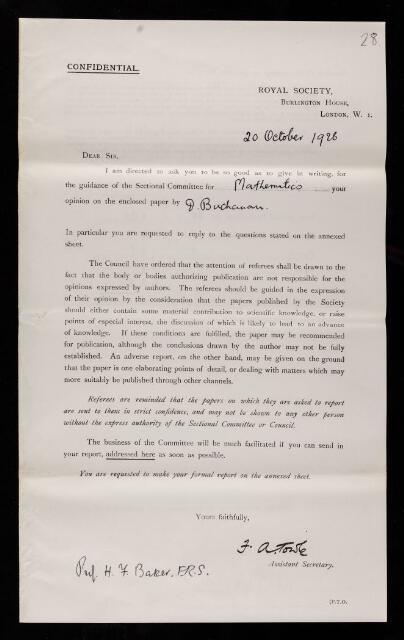 28.
CONFIDENTIAL.
ROYAL SOCIETY,
BURLINGTON HOUSE,
LONDON, W. 1.
20 October 1926
DEAR SIR,
I am directed to ask you to be so good as to give in writing, for
the guidance of the Sectional Committee for Mathematics your
opinion on the enclosed paper by D. Buchanan.
In particular you are requested to reply to the questions stated on the annexed
sheet.
The Council have ordered that the attention of referees shall be drawn to the
fact that the body or bodies authorizing publication are not responsible for the
opinions expressed by authors. The referees should be guided in the expression
of their opinion by the consideration that the papers published by the Society
should either contain some material contribution to scientific knowledge, or raise
points of especial interest, the discussion of which is likely to lead to an advance
of knowledge. If these conditions are fulfilled, the paper may be recommended
for publication, although the conclusions drawn by the author may not be fully
established. An adverse report, on the other hand, may be given on the ground
that the paper is one elaborating points of detail, or dealing with matters which may
more suitably be published through other channels.
Referees are reminded that the papers on which they are asked to report
are sent to them in strict confidence, and may not be shown to any other person
without the express authority of the Sectional Committee or Council.
The business of the Committee will be much facilitated if you can send in
your report, addressed here as soon as possible.
You are requested to make your formal report on the annexed sheet.
Yours faithfully,
F. A. Towle
Assistant Secretary.
Prof. H. F. Baker, F.R.S.
[P.T.O.